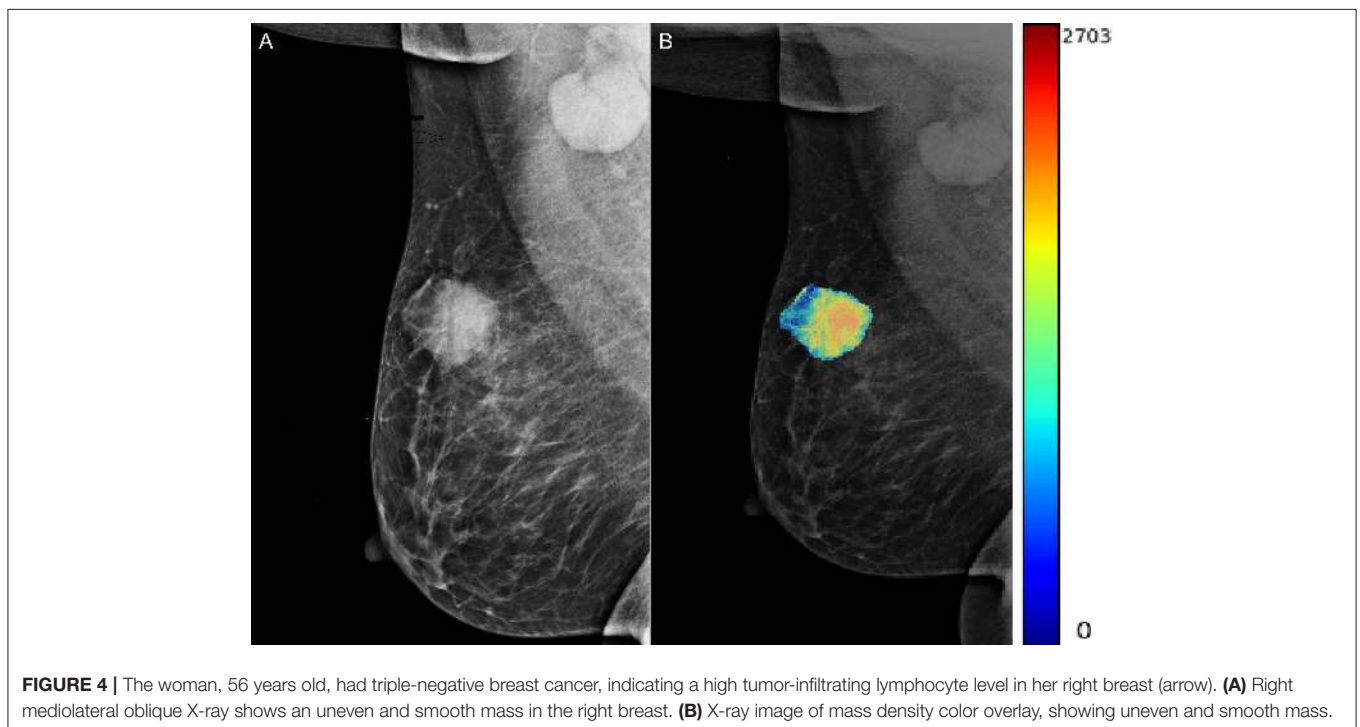 A
B
2703
0
FIGURE 4 | The woman, 56 years old, had triple-negative breast cancer, indicating a high tumor-infiltrating lymphocyte level in her right breast (arrow). (A) Right
mediolateral oblique X-ray shows an uneven and smooth mass in the right breast. (B) X-ray image of mass density color overlay, showing uneven and smooth mass.